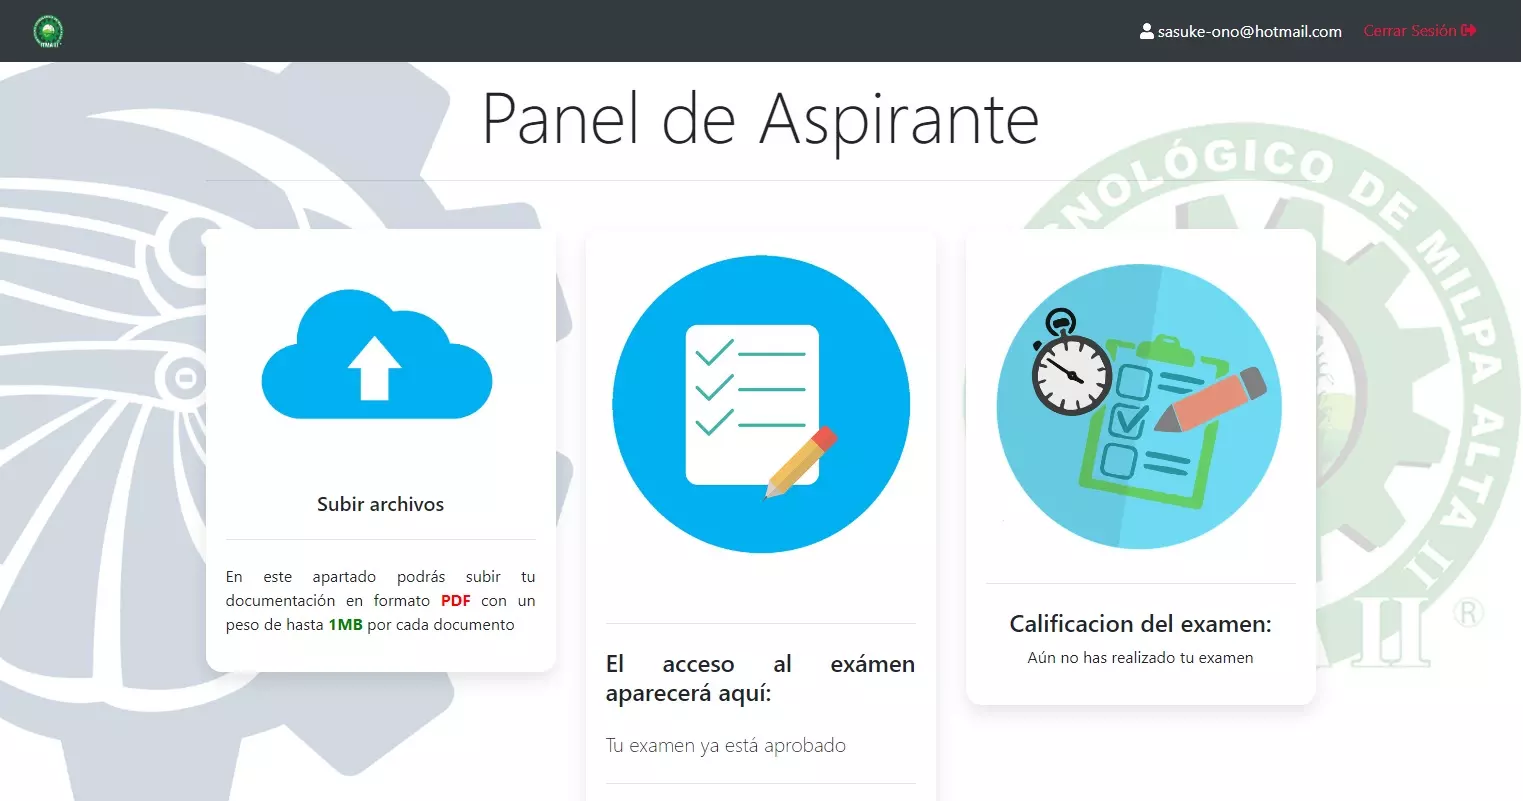 sasuke-ono@hotmail.com
Cerrar Sesión
Panel de Aspirante
NOLÓGICO DE MILPA ALTA II
II
®
Subir archivos
En este apartado podrás subir tu
documentación en formato PDF con un
peso de hasta 1MB por cada documento
El acceso al exámen
aparecerá aquí:
Tu examen ya está aprobado
Calificacion del examen:
Aún no has realizado tu examen